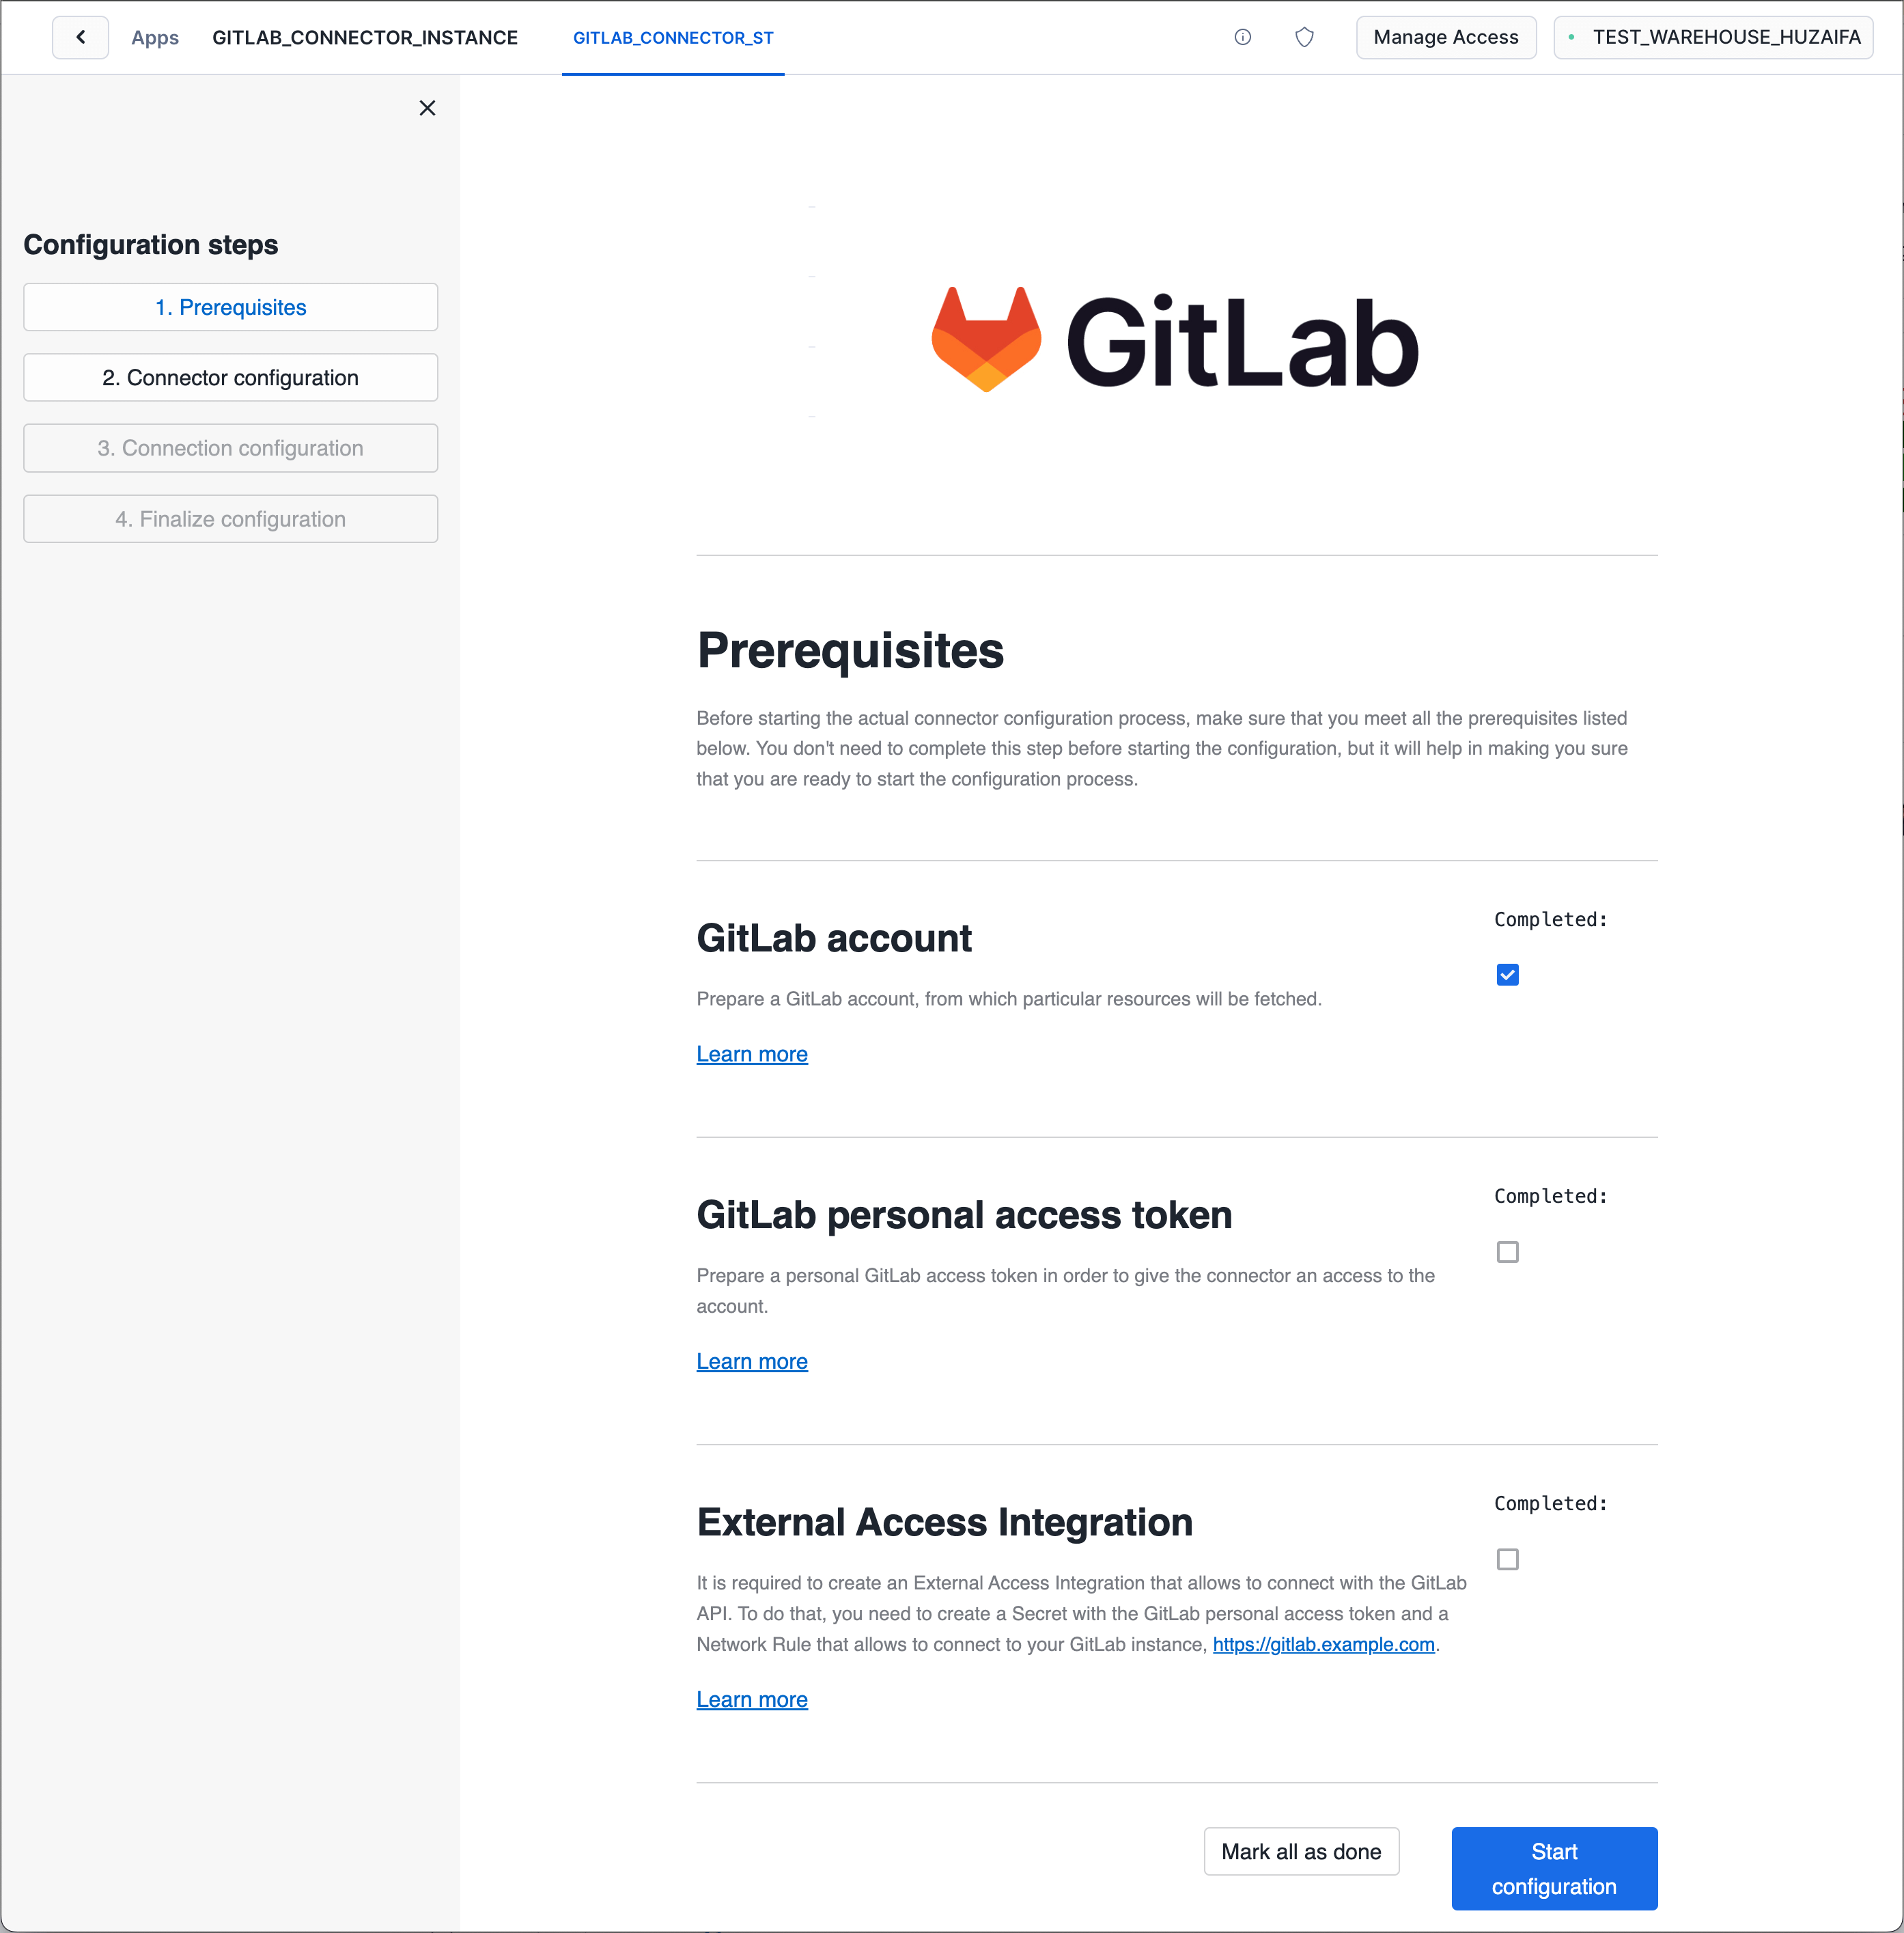 Apps GITLAB_CONNECTOR_INSTANCE GITLAB_CONNECTOR_ST Manage Access TEST_WAREHOUSE_HUZAIFA
Configuration steps
1. Prerequisites
2. Connector configuration
3. Connection configuration
4. Finalize configuration
GitLab
Prerequisites
Before starting the actual connector configuration process, make sure that you meet all the prerequisites listed
below. You don't need to complete this step before starting the configuration, but it will help in making you sure
that you are ready to start the configuration process.
GitLab account
Completed:
Prepare a GitLab account, from which particular resources will be fetched.
Learn more
GitLab personal access token
Completed:
Prepare a personal GitLab access token in order to give the connector an access to the
account.
Learn more
External Access Integration
Completed:
It is required to create an External Access Integration that allows to connect with the GitLab
API. To do that, you need to create a Secret with the GitLab personal access token and a
Network Rule that allows to connect to your GitLab instance, https://gitlab.example.com.
Learn more
Mark all as done
Start
configuration